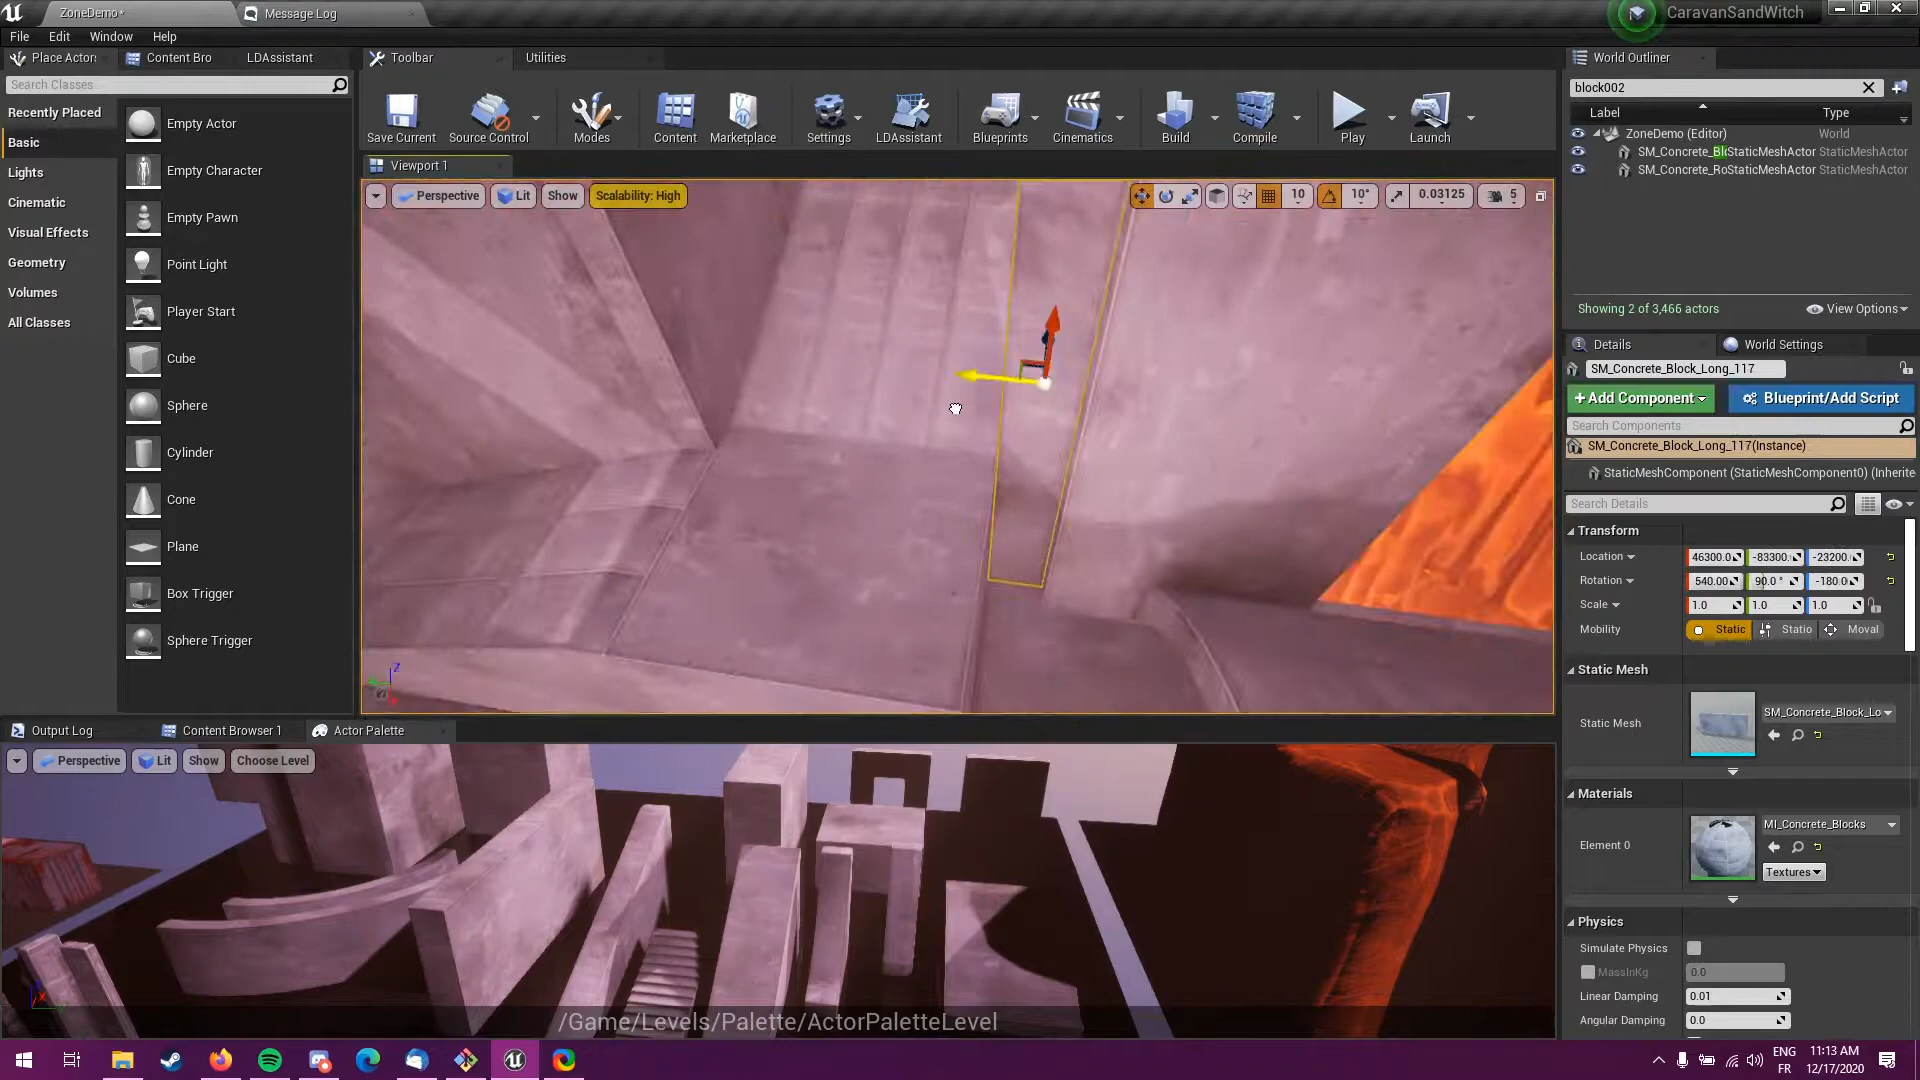 ZoneDemo*
Message Log
CaravanSandWitch
File Edit Window Help
Place Actors
Content Bro
LDAssistant
Toolbar
Utilities
World Outliner
Search Classes
Recently Placed
Basic
Lights
Cinematic
Visual Effects
Geometry
Volumes
All Classes
Empty Actor
Empty Character
Empty Pawn
Point Light
Player Start
Cube
Sphere
Cylinder
Cone
Plane
Box Trigger
Sphere Trigger
Save Current
Source Control
Modes
Content
Marketplace
Settings
LDAssistant
Blueprints
Cinematics
Build
Compile
Play
Launch
Viewport 1
Perspective
Lit
Show
Scalability: High
10
10°
0.03125
5
block002
Label
Type
ZoneDemo (Editor)
World
SM_Concrete_BloStaticMeshActor
StaticMeshActor
SM_Concrete_RoStaticMeshActor
StaticMeshActor
Showing 2 of 3,466 actors
View Options
Details
World Settings
SM_Concrete_Block_Long_117
+Add Component
Blueprint/Add Script
Search Components
SM_Concrete_Block_Long_117(Instance)
StaticMeshComponent (StaticMeshComponent0) (Inherite
Search Details
Transform
Location
46300.0
-83300.
-23200.
Rotation
540.00
90.0 °
-180.0
Scale
1.0
1.0
1.0
Mobility
Static
Statio
Moval
Static Mesh
Static Mesh
SM_Concrete_Block_Lo
Materials
Element 0
MI_Concrete_Blocks
Textures
Physics
Simulate Physics
MassInKg
0.0
Linear Damping
0.01
Angular Damping
0.0
Z
Output Log
Content Browser 1
Actor Palette
Perspective
Lit
Show
Choose Level
X
/Game/Levels/Palette/ActorPaletteLevel
ENG
FR
11:13 AM
12/17/2020